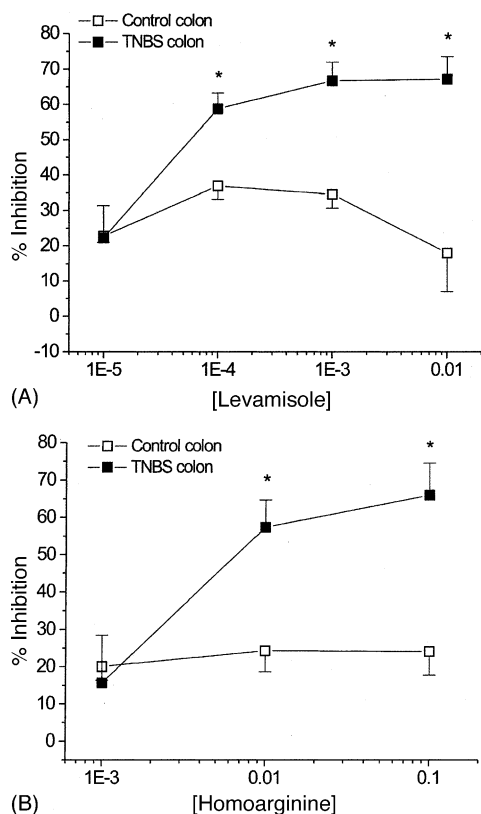 Control colon
TNBS colon
80
70
60
50
40
30
20
10
0
-10
% Inhibition
* * *
1E-5 1E-4 1E-3 0.01
(A) [Levamisole]
Control colon
TNBS colon
80
70
60
50
40
30
20
10
0
% Inhibition
* *
1E-3 0.01 0.1
(B) [Homoarginine]